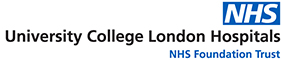 NHS
University College London Hospitals
NHS Foundation Trust